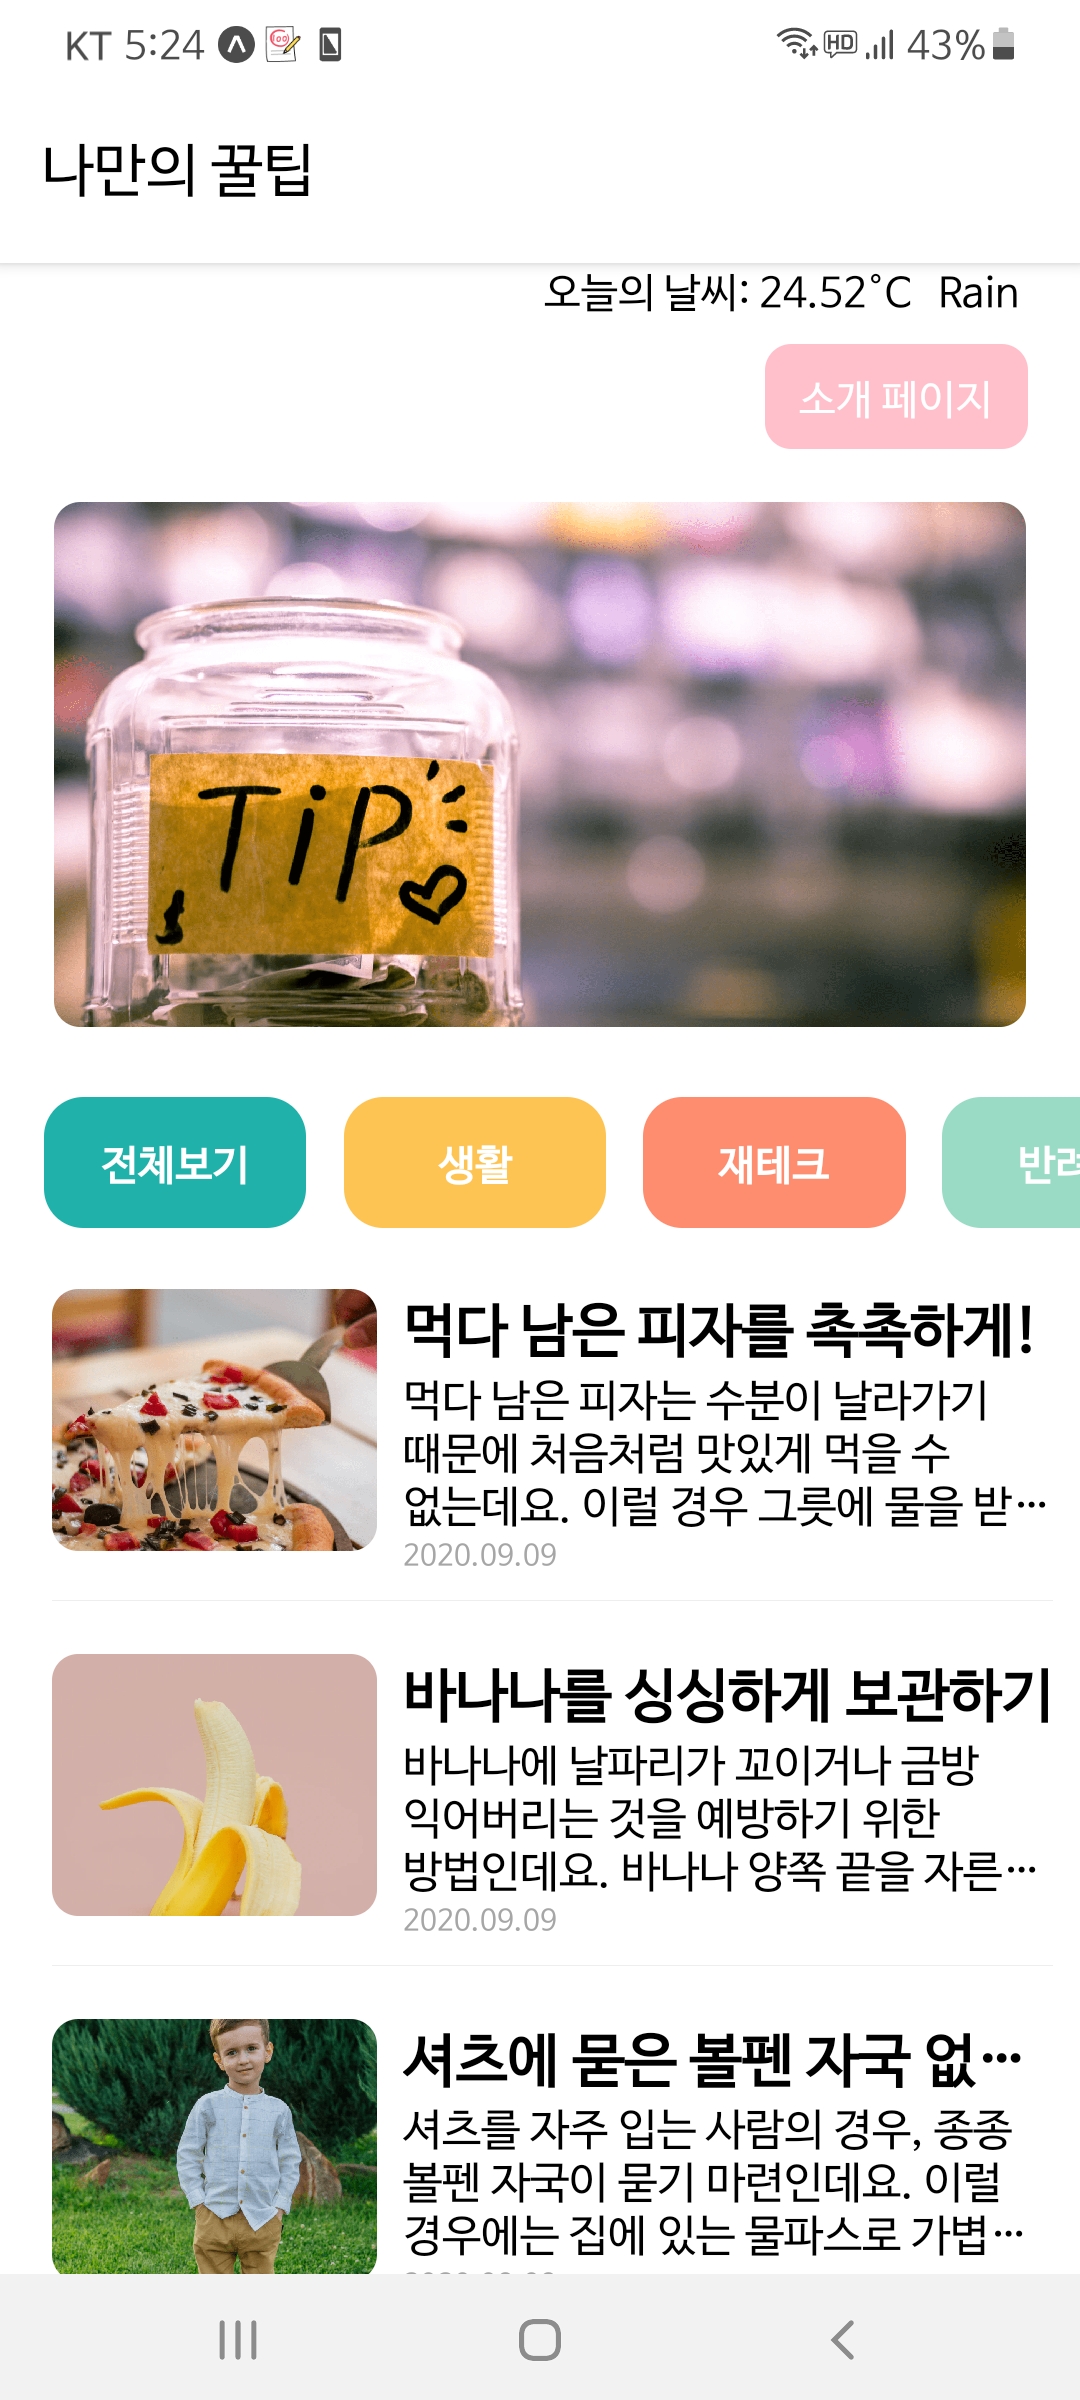 KT 5:24
HD 43%
나만의 꿀팁
오늘의 날씨: 24.52°C Rain
소개 페이지
TiP
전체보기 생활 재테크 반려
먹다 남은 피자를 촉촉하게!
먹다 남은 피자는 수분이 날라가기
때문에 처음처럼 맛있게 먹을 수
없는데요. 이럴 경우 그릇에 물을 받…
2020.09.09
바나나를 싱싱하게 보관하기
바나나에 날파리가 꼬이거나 금방
익어버리는 것을 예방하기 위한
방법인데요. 바나나 양쪽 끝을 자른…
2020.09.09
셔츠에 묻은 볼펜 자국 없…
셔츠를 자주 입는 사람의 경우, 종종
볼펜 자국이 묻기 마련인데요. 이럴
경우에는 집에 있는 물파스로 가볍…